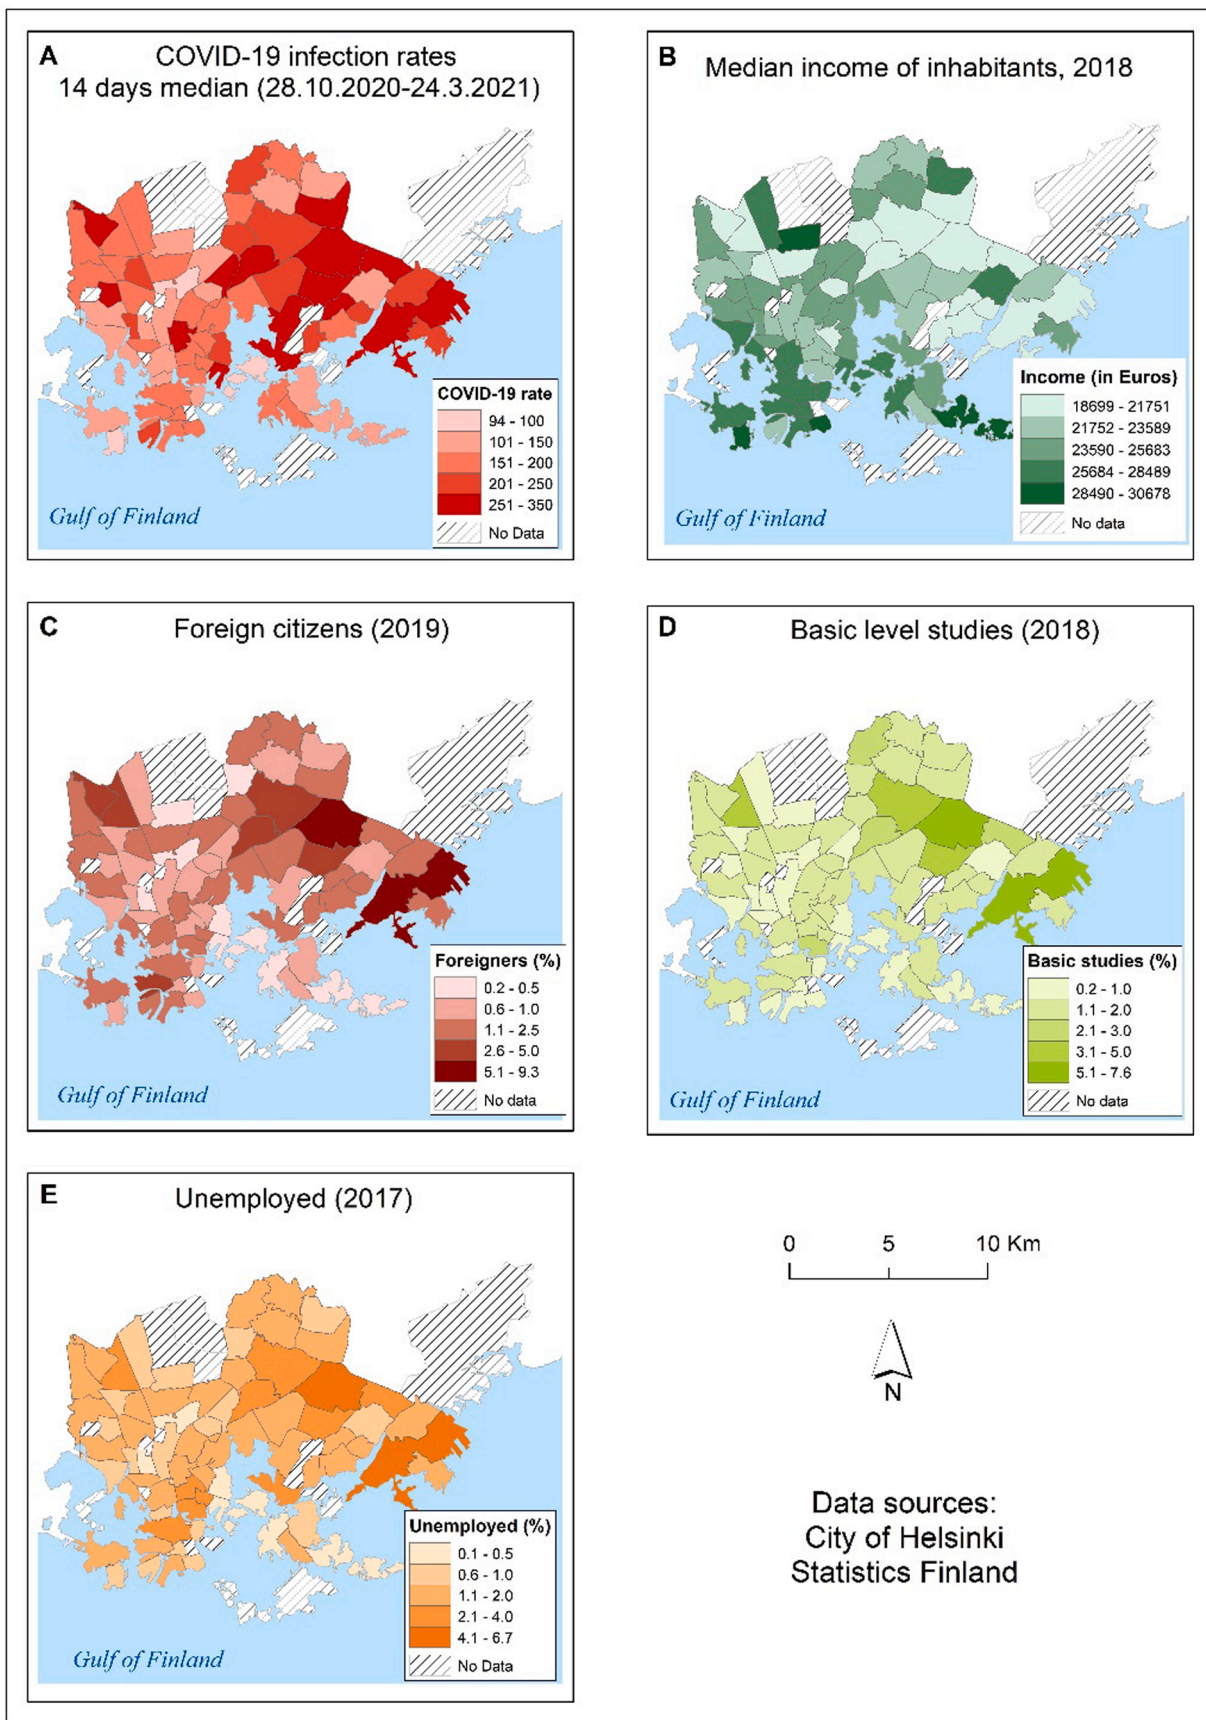 A
COVID-19 infection rates
14 days median (28.10.2020-24.3.2021)
COVID-19 rate
94 - 100
101 - 150
151 - 200
201 - 250
251 - 350
No Data
Gulf of Finland
B
Median income of inhabitants, 2018
Income (in Euros)
18699 - 21751
21752 - 23589
23590 - 25683
25684 - 28489
28490 - 30678
No data
Gulf of Finland
C
Foreign citizens (2019)
Foreigners (%)
0.2 - 0.5
0.6 - 1.0
1.1 - 2.5
2.6 - 5.0
5.1 - 9.3
No data
Gulf of Finland
D
Basic level studies (2018)
Basic studies (%)
0.2 - 1.0
1.1 - 2.0
2.1 - 3.0
3.1 - 5.0
5.1 - 7.6
No data
Gulf of Finland
E
Unemployed (2017)
Unemployed (%)
0.1 - 0.5
0.6 - 1.0
1.1 - 2.0
2.1 - 4.0
4.1 - 6.7
No Data
Gulf of Finland
0 5 10 Km
N
Data sources:
City of Helsinki
Statistics Finland